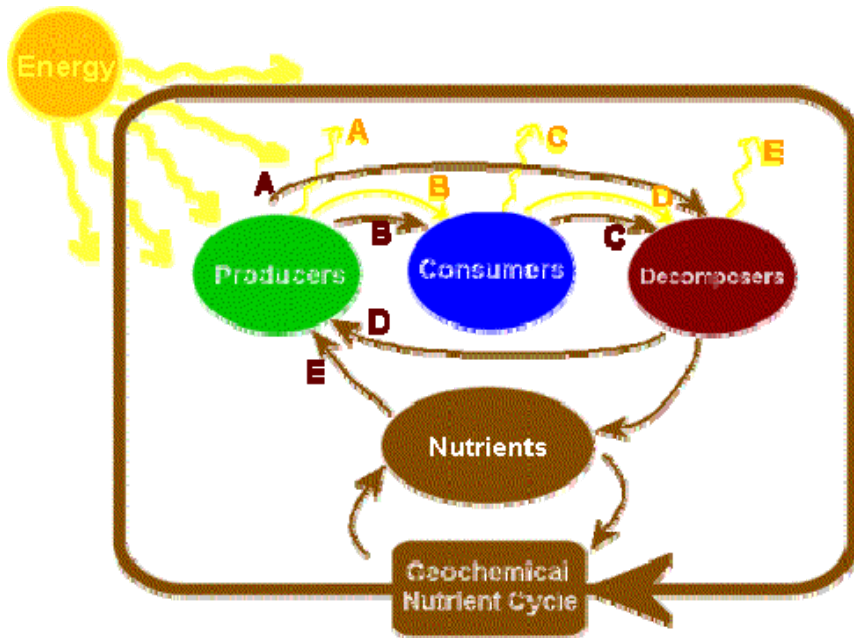 Energy
A
C
E
A
B
D
B
C
Producers
Consumers
Decomposers
D
E
Nutrients
Geochemical
Nutrient Cycle